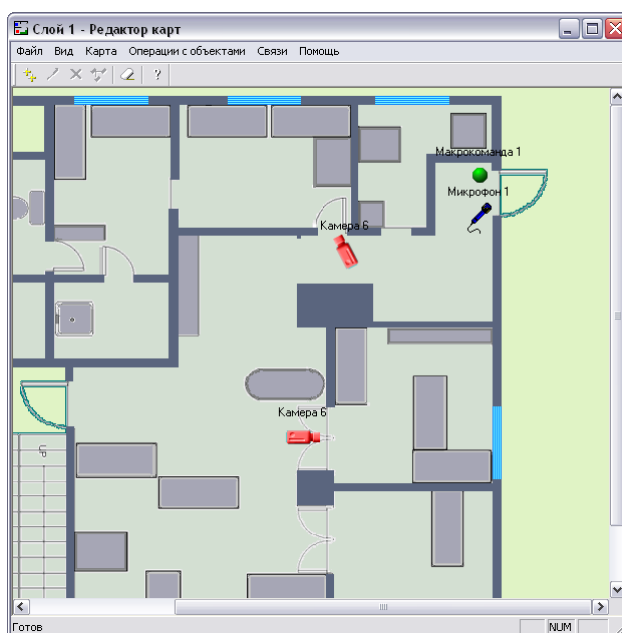 Слой 1 - Редактор карт
Файл Вид Карта Операции с объектами Связи Помощь
?
Макрокоманда 1
Микрофон 1
Камера 6
Камера 6
UP
Готов
NUM